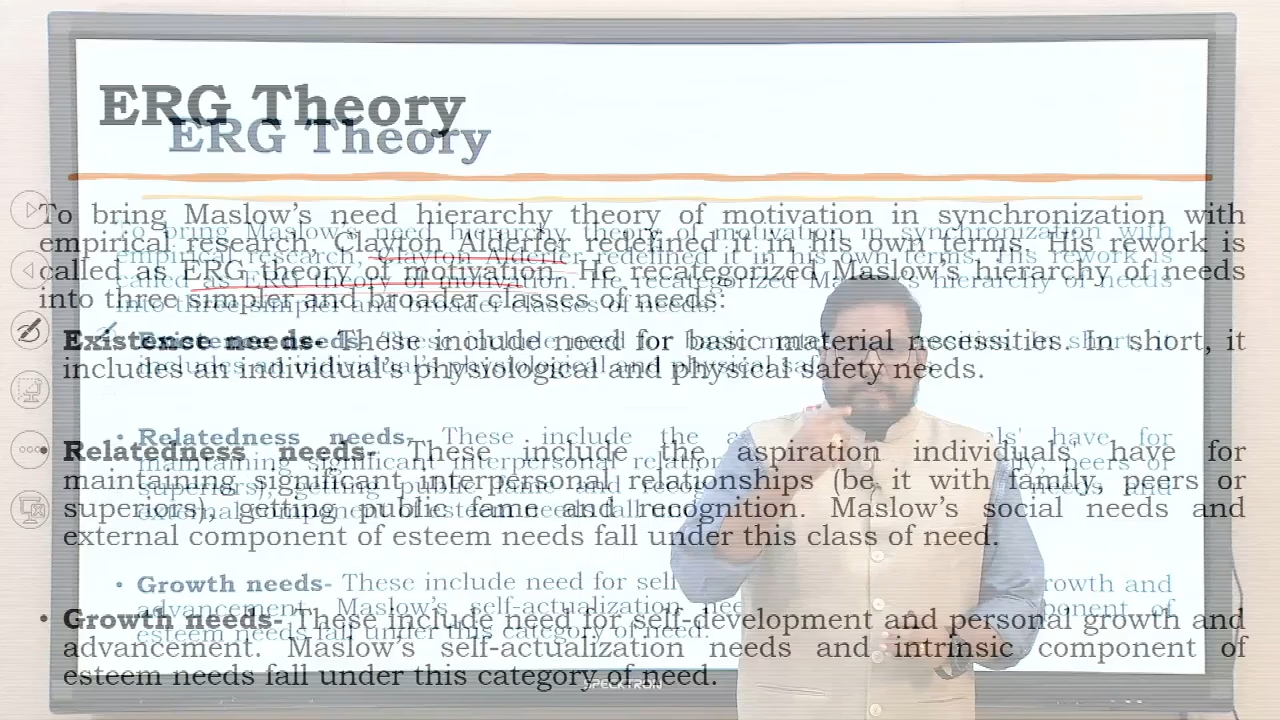 ERG Theory
ERG Theory
To bring Maslow's need hierarchy theory of motivation in synchronization with
empirical research, Clayton Alderfer redefined it in his own terms. His rework is
called as ERG theory of motivation. He recategorized Maslow's hierarchy of needs
into three simpler and broader classes of needs:
Existence needs- These include need for basic material necessities. In short, it
includes an individual's physiological and physical safety needs.
• Relatedness needs- These include the aspiration individuals have for
maintaining significant interpersonal relationships (be it with family, peers or
superiors), getting public fame and recognition. Maslow's social needs and
external component of esteem needs fall under this class of need.
• Growth needs- These include need for self-development and personal growth and
advancement. Maslow's self-actualization needs and intrinsic component of
esteem needs fall under this category of need.
SPECKTRON